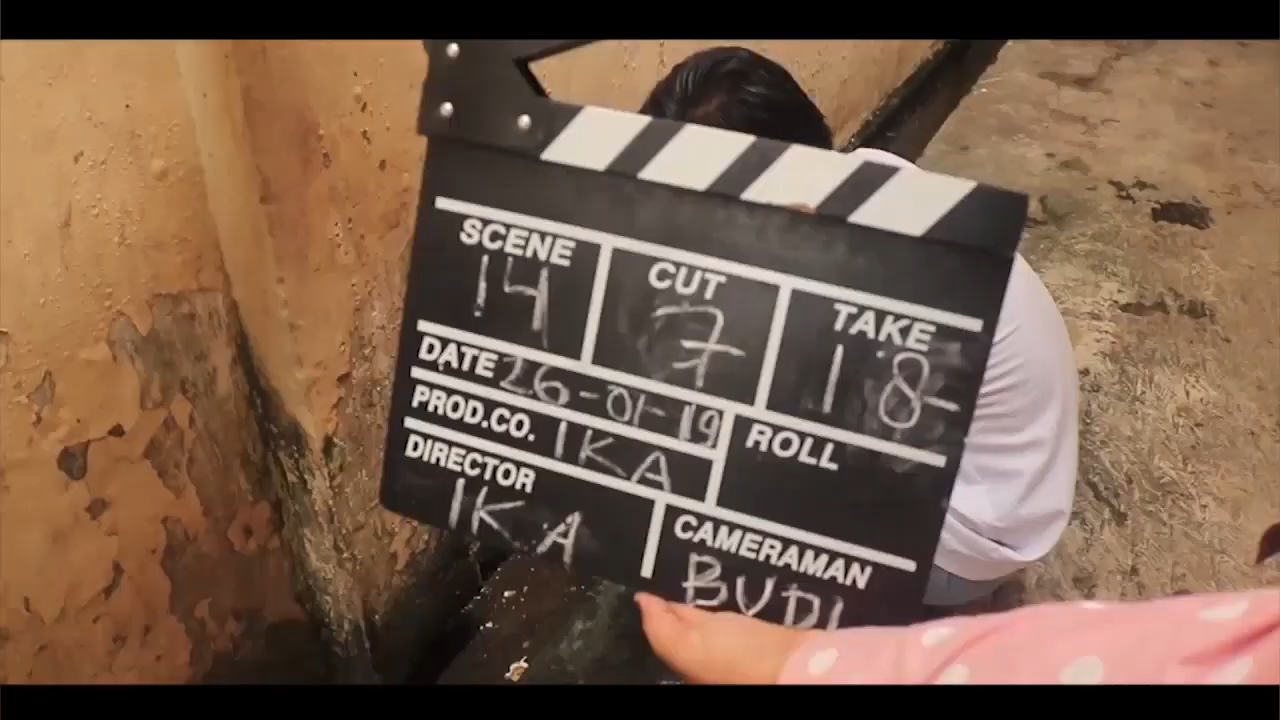 SCENE CUT TAKE
14 7 18
DATE 26-01-19
PROD.CO. IKA ROLL
DIRECTOR CAMERAMAN
IKA BUDI